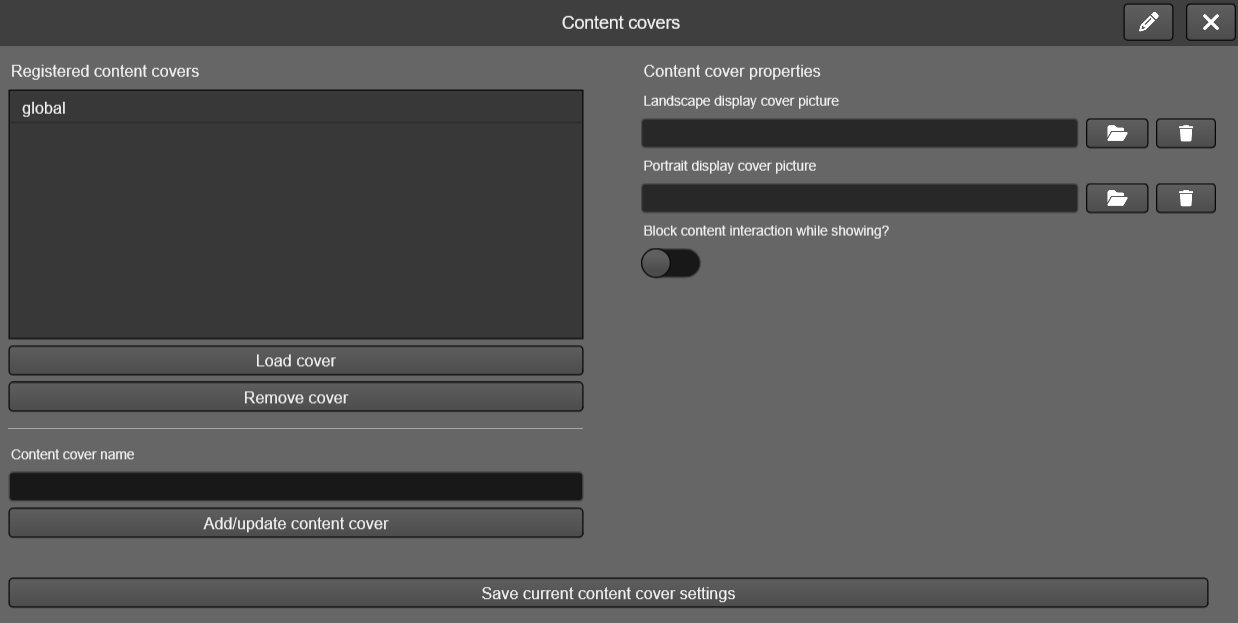 Content covers
Registered content covers
global
Load cover
Remove cover
Content cover name
Add/update content cover
Content cover properties
Landscape display cover picture
Portrait display cover picture
Block content interaction while showing?
Save current content cover settings